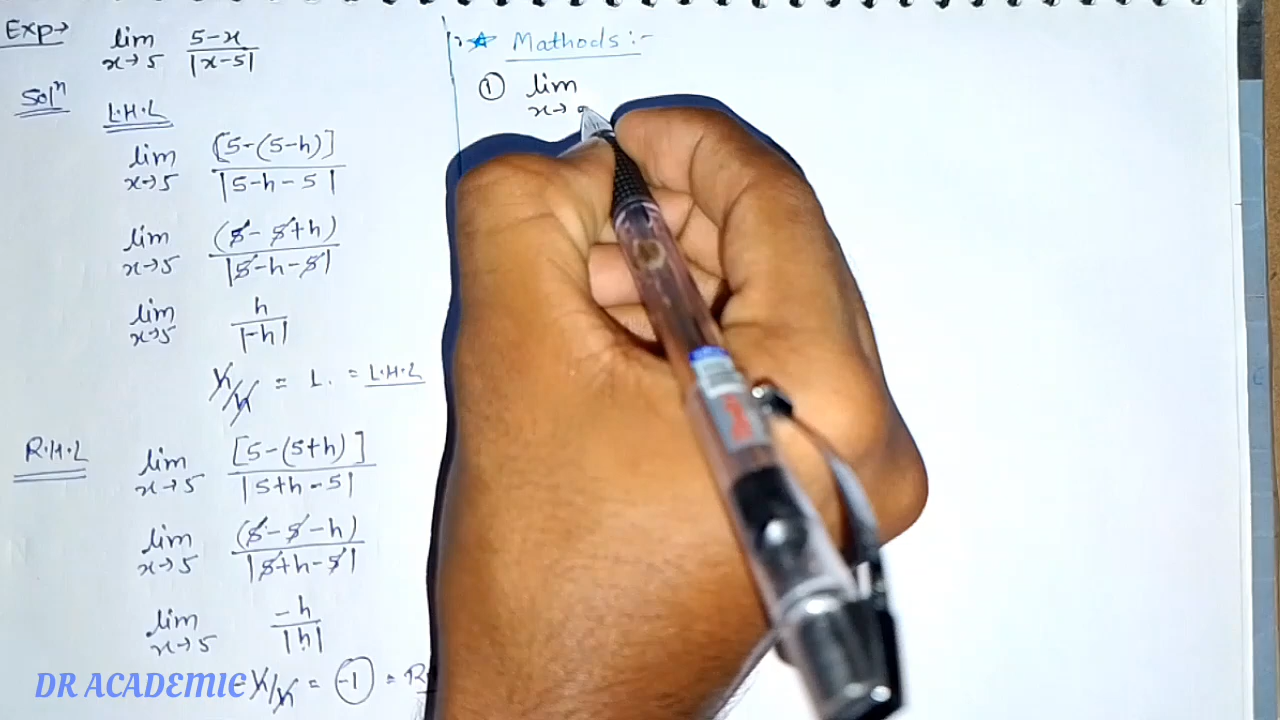 Exp→ lim x→5 5-x / |x-5|
Solⁿ L.H.L
lim x→5 [5-(5-h)] / |5-h-5|
lim x→5 (5-5+h) / |5-h-5|
lim x→5 h / |-h|
h/h = 1. = L.H.L
R.H.L lim x→5 [5-(5+h)] / |5+h-5|
lim x→5 (5-5-h) / |5+h-5|
lim x→5 -h / |h|
h/h = -1 = R
DR ACADEMIE
Mathods:-
① lim x→